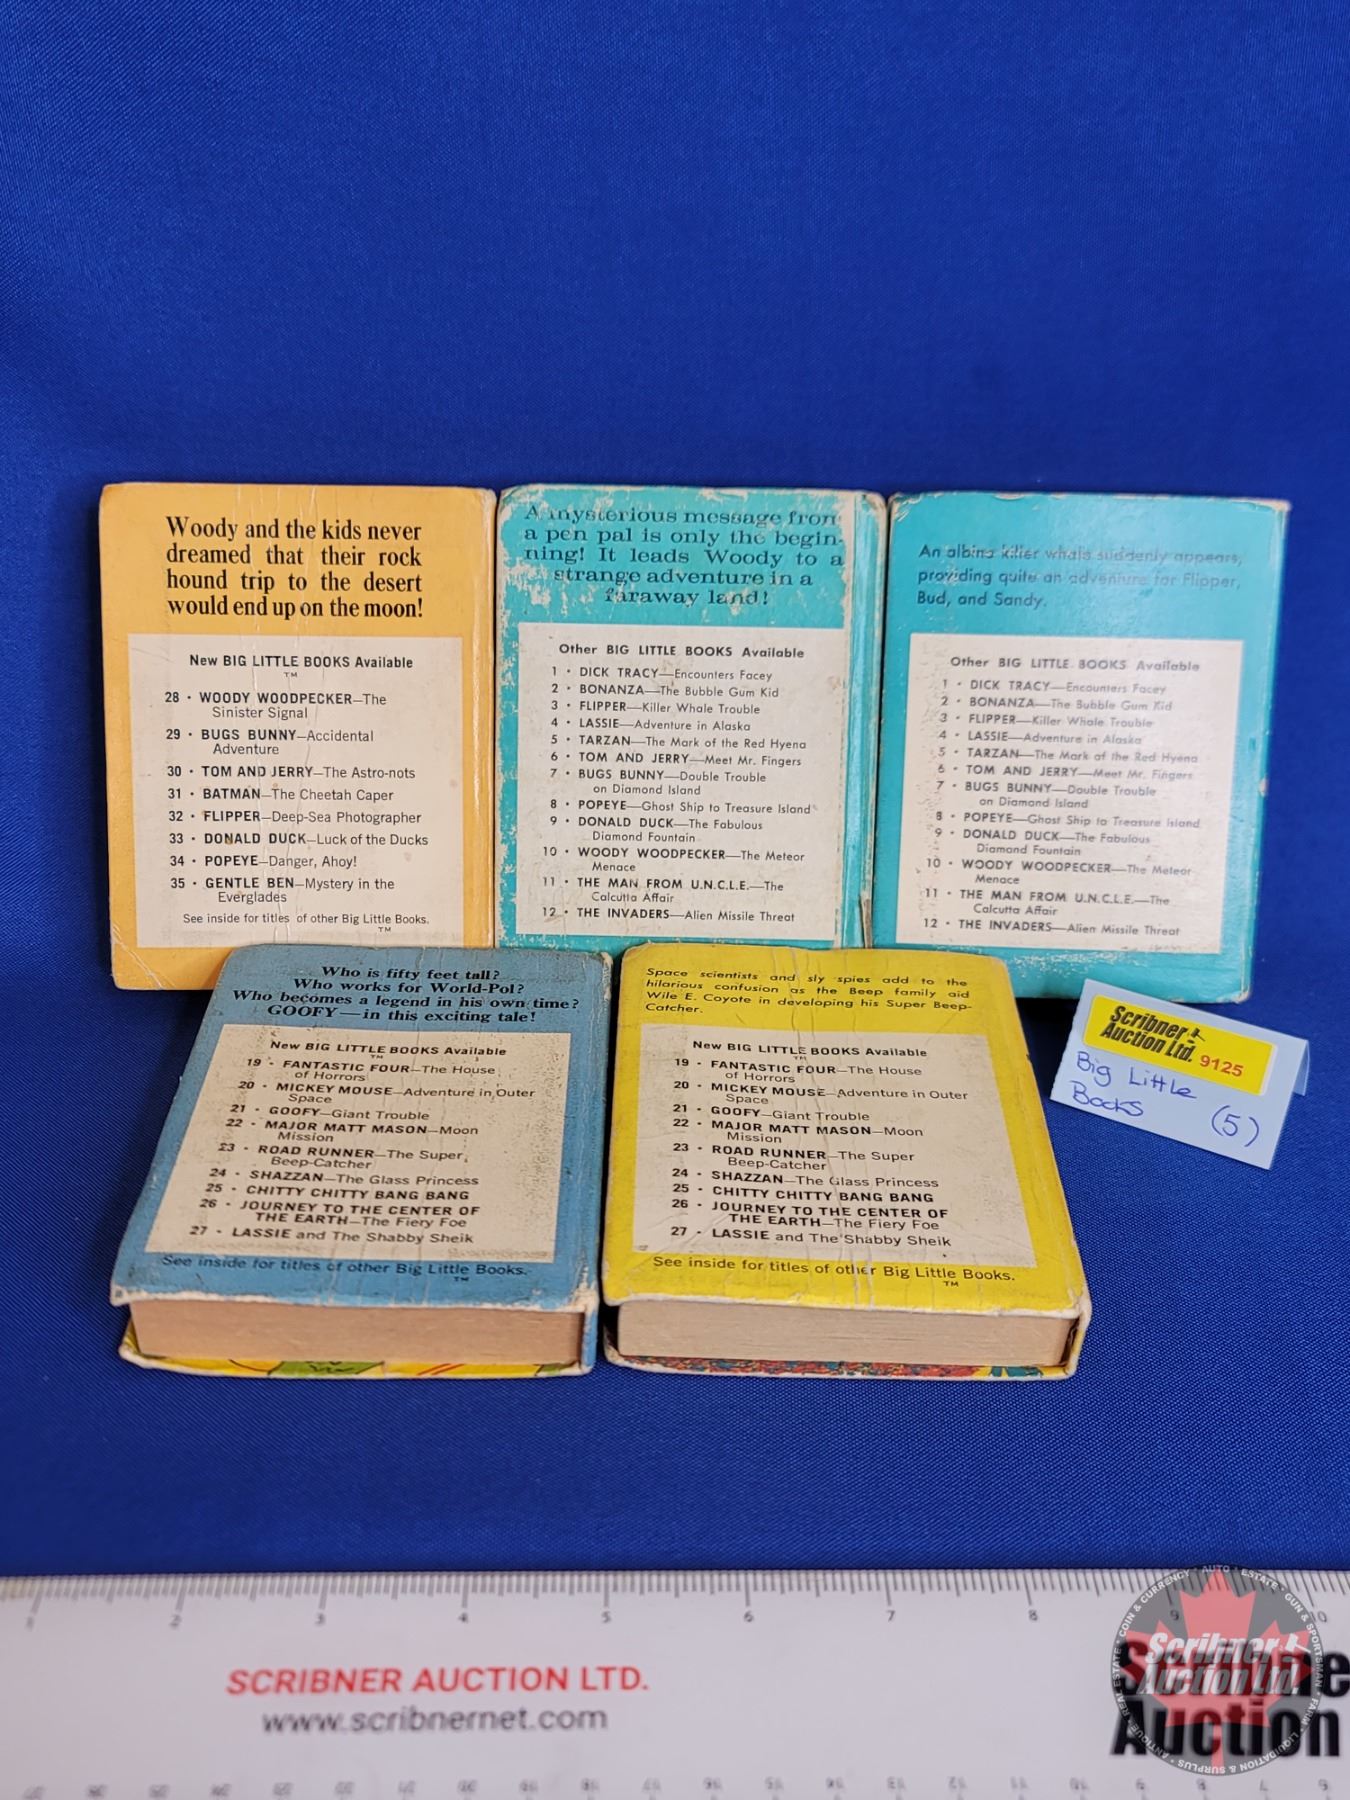 Woody and the kids never
dreamed that their rock
hound trip to the desert
would end up on the moon!
New BIG LITTLE BOOKS Available
TM
28 • WOODY WOODPECKER—The
Sinister Signal
29 • BUGS BUNNY—Accidental
Adventure
30 • TOM AND JERRY—The Astro-nots
31 • BATMAN—The Cheetah Caper
32 • FLIPPER—Deep-Sea Photographer
33 • DONALD DUCK—Luck of the Ducks
34 • POPEYE—Danger, Ahoy!
35 • GENTLE BEN—Mystery in the
Everglades
See inside for titles of other Big Little Books.
TM
A mysterious message from
a pen pal is only the begin-
ning! It leads Woody to a
strange adventure in a
faraway land!
Other BIG LITTLE BOOKS Available
1 • DICK TRACY—Encounters Facey
2 • BONANZA—The Bubble Gum Kid
3 • FLIPPER—Killer Whale Trouble
4 • LASSIE—Adventure in Alaska
5 • TARZAN—The Mark of the Red Hyena
6 • TOM AND JERRY—Meet Mr. Fingers
7 • BUGS BUNNY—Double Trouble
on Diamond Island
8 • POPEYE—Ghost Ship to Treasure Island
9 • DONALD DUCK—The Fabulous
Diamond Fountain
10 • WOODY WOODPECKER—The Meteor
Menace
11 • THE MAN FROM U.N.C.L.E.—The
Calcutta Affair
12 • THE INVADERS—Alien Missile Threat
An albino killer whale suddenly appears,
providing quite an adventure for Flipper,
Bud, and Sandy.
Other BIG LITTLE BOOKS Available
1 • DICK TRACY—Encounters Facey
2 • BONANZA—The Bubble Gum Kid
3 • FLIPPER—Killer Whale Trouble
4 • LASSIE—Adventure in Alaska
5 • TARZAN—The Mark of the Red Hyena
6 • TOM AND JERRY—Meet Mr. Fingers
7 • BUGS BUNNY—Double Trouble
on Diamond Island
8 • POPEYE—Ghost Ship to Treasure Island
9 • DONALD DUCK—The Fabulous
Diamond Fountain
10 • WOODY WOODPECKER—The Meteor
Menace
11 • THE MAN FROM U.N.C.L.E.—The
Calcutta Affair
12 • THE INVADERS—Alien Missile Threat
Who is fifty feet tall?
Who works for World-Pol?
Who becomes a legend in his own time?
GOOFY—in this exciting tale!
New BIG LITTLE BOOKS Available
TM
19 • FANTASTIC FOUR—The House
of Horrors
20 • MICKEY MOUSE—Adventure in Outer
Space
21 • GOOFY—Giant Trouble
22 • MAJOR MATT MASON—Moon
Mission
23 • ROAD RUNNER—The Super
Beep-Catcher
24 • SHAZZAN—The Glass Princess
25 • CHITTY CHITTY BANG BANG
26 • JOURNEY TO THE CENTER OF
THE EARTH—The Fiery Foe
27 • LASSIE and The Shabby Sheik
See inside for titles of other Big Little Books.
TM
Space scientists and sly spies add to the
hilarious confusion as the Beep family aid
Wile E. Coyote in developing his Super Beep-
Catcher.
New BIG LITTLE BOOKS Available
TM
19 • FANTASTIC FOUR—The House
of Horrors
20 • MICKEY MOUSE—Adventure in Outer
Space
21 • GOOFY—Giant Trouble
22 • MAJOR MATT MASON—Moon
Mission
23 • ROAD RUNNER—The Super
Beep-Catcher
24 • SHAZZAN—The Glass Princess
25 • CHITTY CHITTY BANG BANG
26 • JOURNEY TO THE CENTER OF
THE EARTH—The Fiery Foe
27 • LASSIE and The Shabby Sheik
See inside for titles of other Big Little Books.
TM
Scribner
Auction Ltd. 9125
Big Little
Books (5)
2 3 4 5 6 7 8 9 10
SCRIBNER AUCTION LTD.
www.scribnernet.com
Auction
AUTO • ESTATE • GUN & SPORTSMAN • FARM • LIQUIDATION & SURPLUS • ANTIQUE • REAL ESTATE • COIN & CURRENCY
Scribner
Auction Ltd.